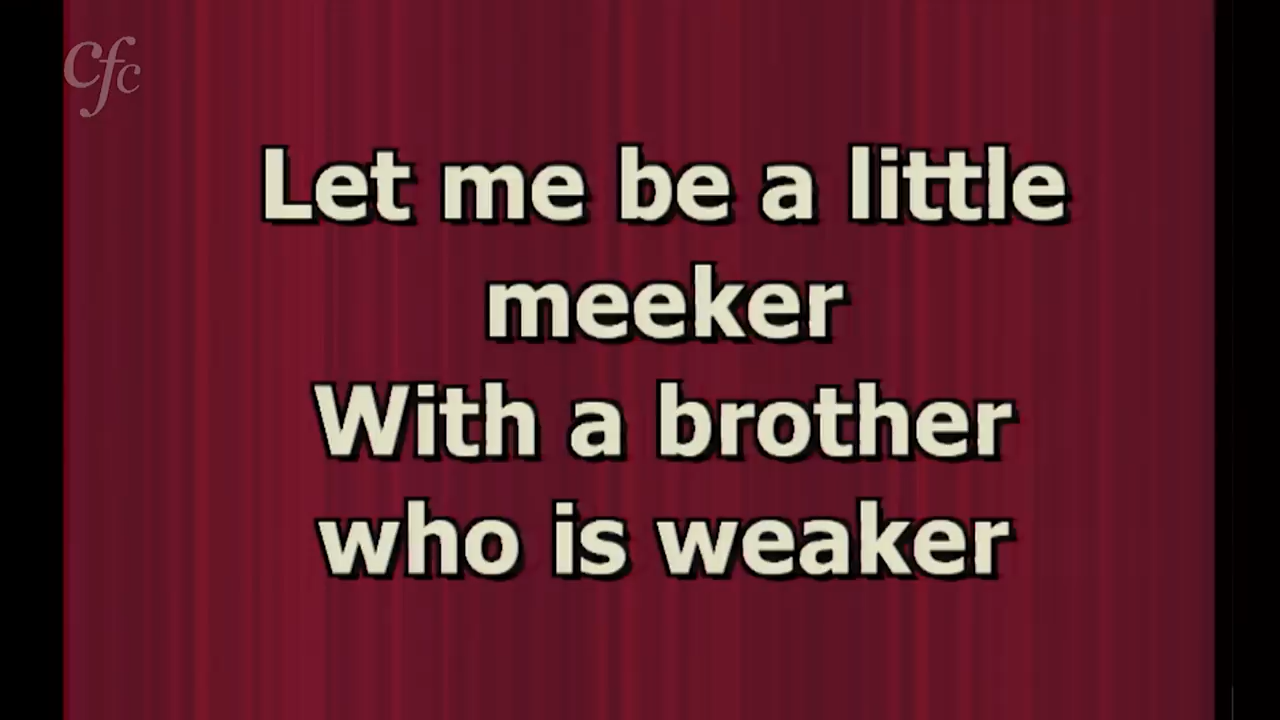 cfc
Let me be a little
meeker
With a brother
who is weaker